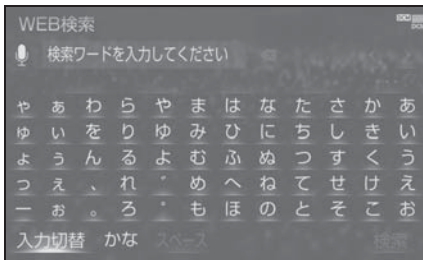 WEB検索
検索ワードを入力してください
ゃ ぁ わ ら や ま は な た さ か あ
ゅ ぃ を り ゆ み ひ に ち し き い
ょ ぅ ん る よ む ふ ぬ つ す く う
っ ぇ 、 れ ゛ め へ ね て せ け え
ー ぉ 。 ろ ゜ も ほ の と そ こ お
入力切替 かな スペース 検索